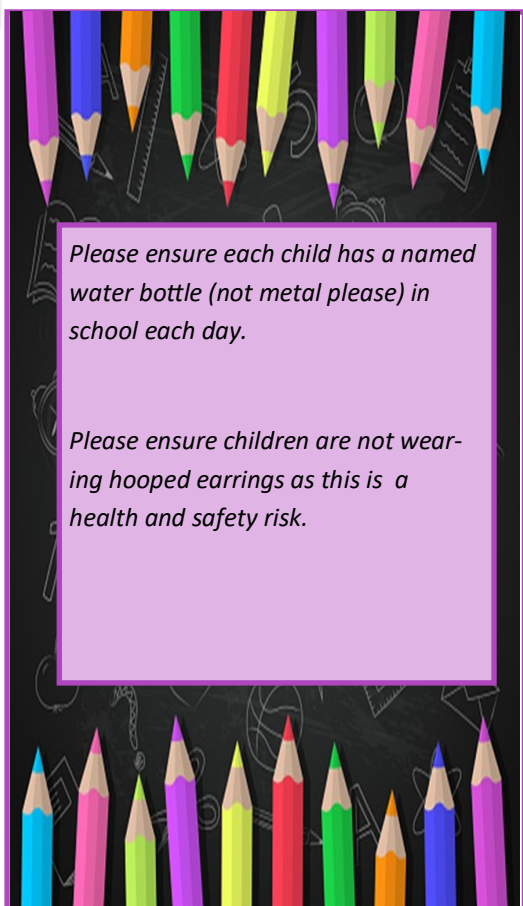 Please ensure each child has a named
water bottle (not metal please) in
school each day.
Please ensure children are not wear-
ing hooped earrings as this is  a
health and safety risk.